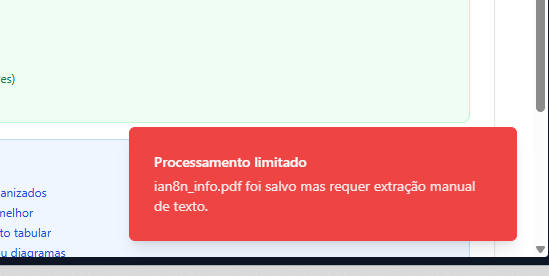 es)
Processamento limitado
ian8n_info.pdf foi salvo mas requer extração manual
de texto.
anizados
melhor
to tabular
u diagramas